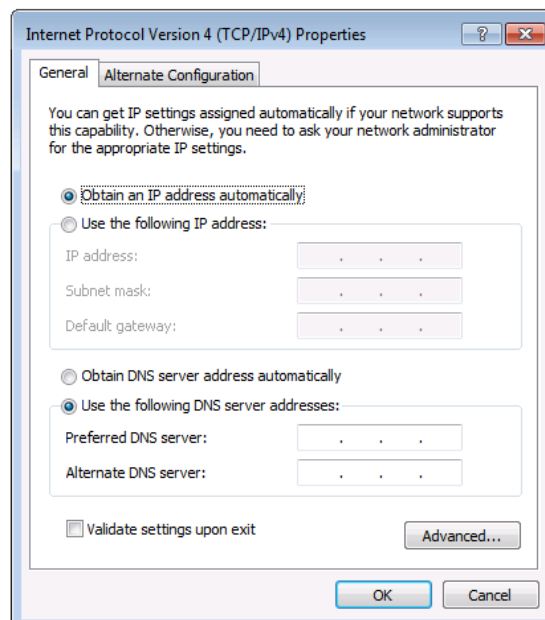 Internet Protocol Version 4 (TCP/IPv4) Properties
General
Alternate Configuration
You can get IP settings assigned automatically if your network supports
this capability. Otherwise, you need to ask your network administrator
for the appropriate IP settings.
Obtain an IP address automatically
Use the following IP address:
IP address:
. . .
Subnet mask:
. . .
Default gateway:
. . .
Obtain DNS server address automatically
Use the following DNS server addresses:
Preferred DNS server:
. . .
Alternate DNS server:
. . .
Validate settings upon exit
Advanced...
OK
Cancel